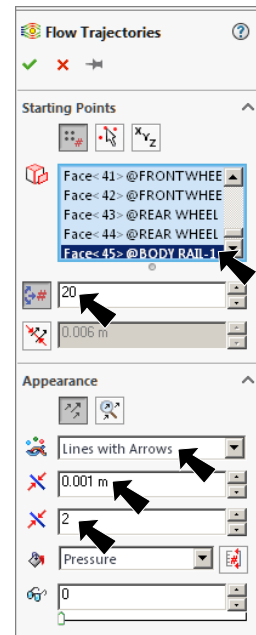 Flow Trajectories
Starting Points
Face<41>@FRONTWHEE
Face<42>@FRONTWHEE
Face<43>@REAR WHEEL
Face<44>@REAR WHEEL
Face<45>@BODY RAIL-1
20
0.006 m
Appearance
Lines with Arrows
0.001 m
2
Pressure
0